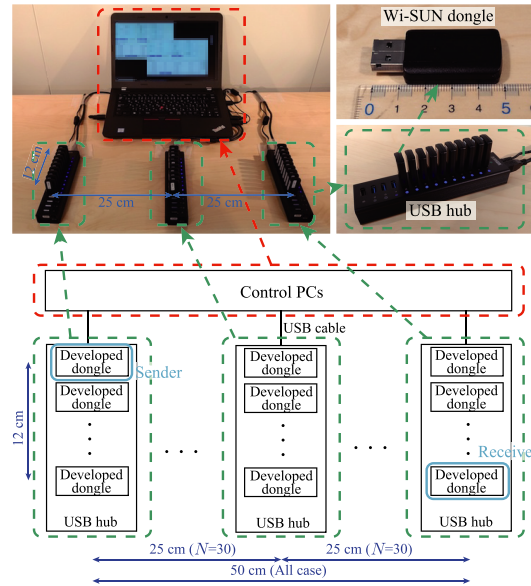 Wi-SUN dongle
0 1 2 3 4 5
12 cm
25 cm
25 cm
USB hub
Control PCs
USB cable
Developed
dongle
Sender
Developed
dongle
Developed
dongle
USB hub
Developed
dongle
Developed
dongle
Developed
dongle
USB hub
Developed
dongle
Developed
dongle
Receive
Developed
dongle
USB hub
12 cm
. . .
. . .
25 cm (N=30)
25 cm (N=30)
50 cm (All case)